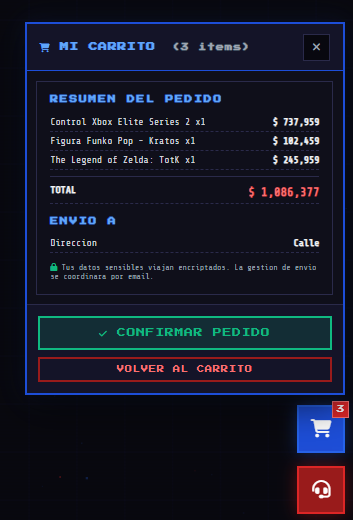 MI CARRITO (3 items)
×
RESUMEN DEL PEDIDO
Control Xbox Elite Series 2 x1 $ 737,959
Figura Funko Pop - Kratos x1 $ 102,459
The Legend of Zelda: TotK x1 $ 245,959
TOTAL $ 1,086,377
ENVIO A
Direccion Calle
Tus datos sensibles viajan encriptados. La gestion de envio
se coordinara por email.
✓ CONFIRMAR PEDIDO
VOLVER AL CARRITO
3